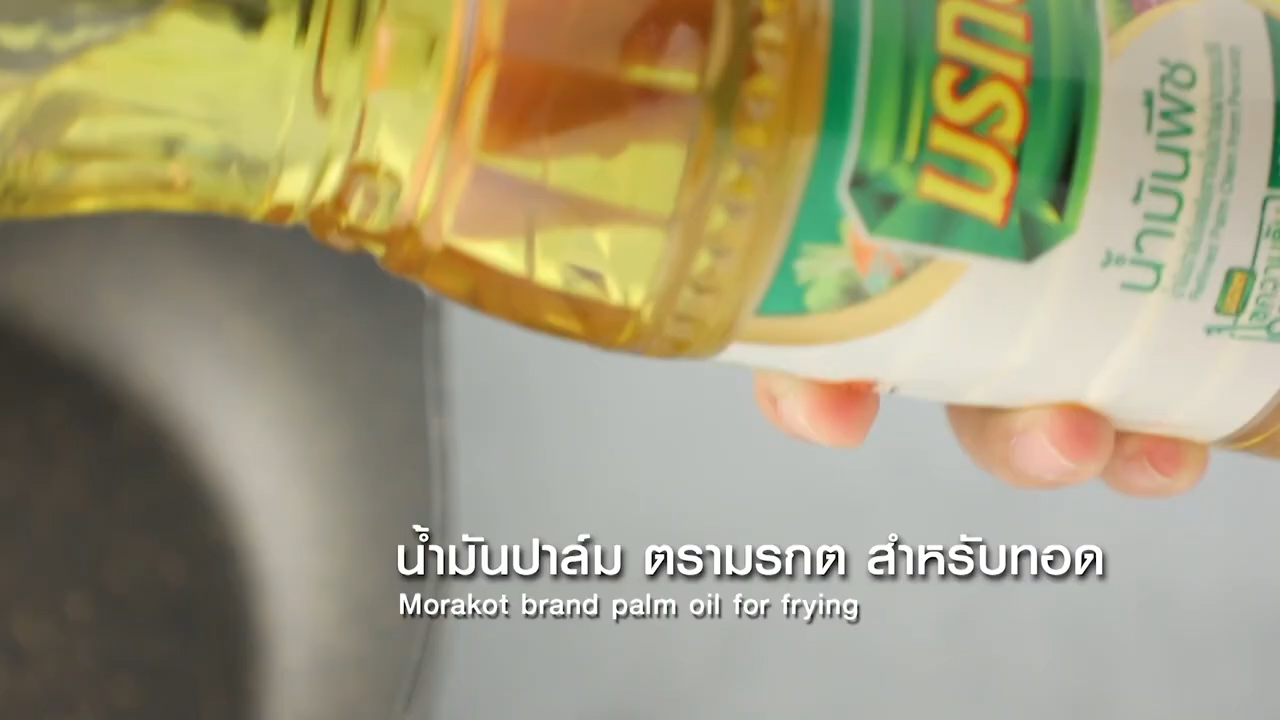 มรก
น้ำมันพืช
น้ำมันปาล์ม ตรามรกต สำหรับทอด
Morakot brand palm oil for frying